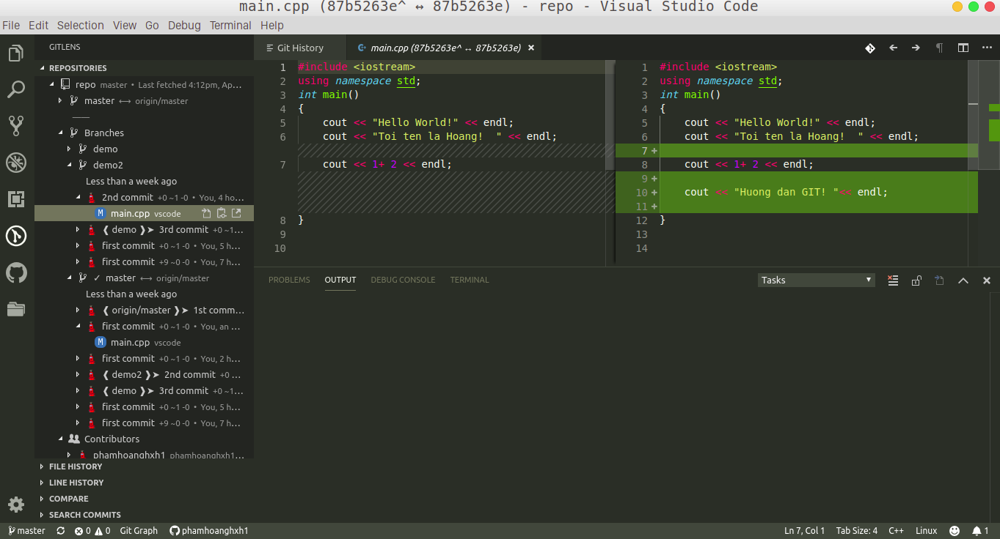 main.cpp (87b5263e^ ↔ 87b5263e) - repo - Visual Studio Code
File Edit Selection View Go Debug Terminal Help
GITLENS
REPOSITORIES
repo master • Last fetched 4:12pm, Ap...
master ⟷ origin/master
Branches
demo
demo2
Less than a week ago
2nd commit +0 ~1 -0 • You, 4 ho...
M main.cpp vscode
❰ demo ❱➤ 3rd commit +0 ~1...
first commit +0 ~1 -0 • You, 5 h...
first commit +9 ~0 -0 • You, 7 h...
✓ master ⟷ origin/master
Less than a week ago
❰ origin/master ❱➤ 1st comm...
first commit +0 ~1 -0 • You, an ...
M main.cpp vscode
first commit +0 ~1 -0 • You, 2 h...
❰ demo2 ❱➤ 2nd commit +0 ...
❰ demo ❱➤ 3rd commit +0 ~1...
first commit +0 ~1 -0 • You, 5 h...
first commit +9 ~0 -0 • You, 7 h...
Contributors
phamhoanghxh1 phamhoanghxh1...
FILE HISTORY
LINE HISTORY
COMPARE
SEARCH COMMITS
Git History
main.cpp (87b5263e^ ↔ 87b5263e) ×
1 #include <iostream>
2 using namespace std;
3 int main()
4 {
5 cout << "Hello World!" << endl;
6 cout << "Toi ten la Hoang!  " << endl;
7 cout << 1+ 2 << endl;
8 }
9
10
1 #include <iostream>
2 using namespace std;
3 int main()
4 {
5 cout << "Hello World!" << endl;
6 cout << "Toi ten la Hoang!  " << endl;
7 +
8 cout << 1+ 2 << endl;
9 +
10 + cout << "Huong dan GIT! "<< endl;
11 +
12 }
13
14
PROBLEMS OUTPUT DEBUG CONSOLE TERMINAL
Tasks
master 0 0 Git Graph phamhoanghxh1
Ln 7, Col 1 Tab Size: 4 C++ Linux 1